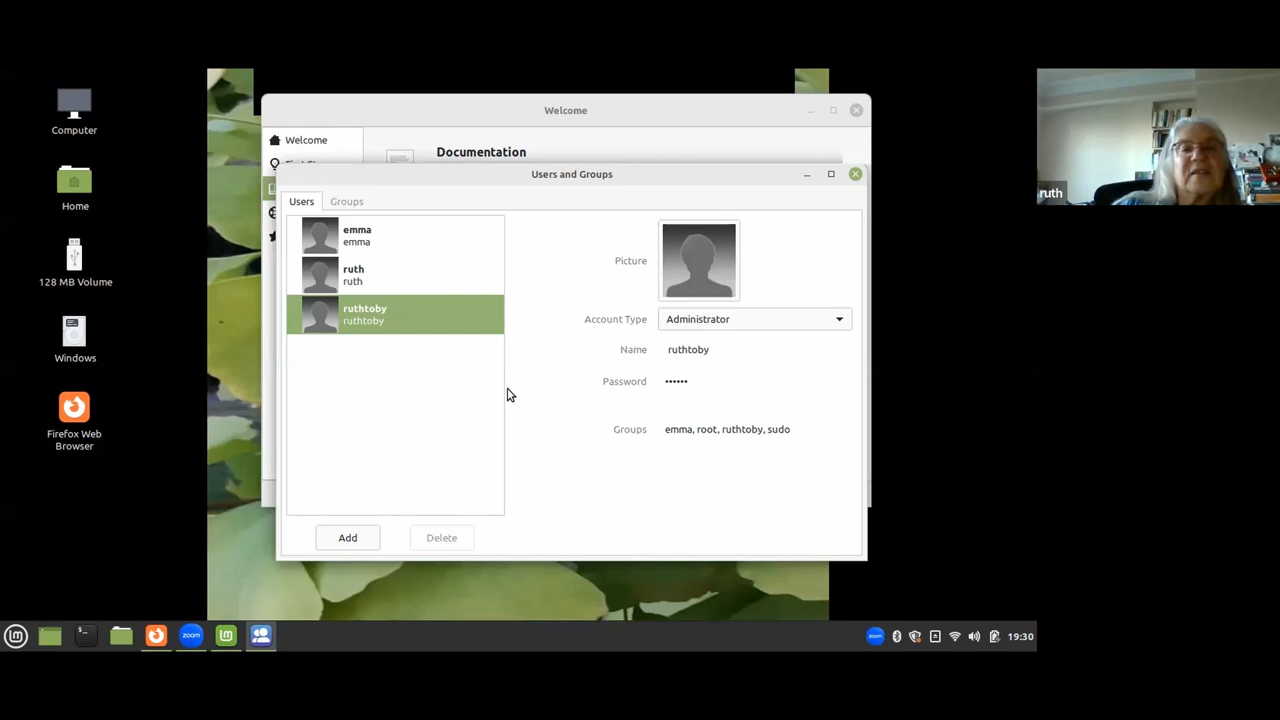 Computer
Home
128 MB Volume
Windows
Firefox Web
Browser
Welcome
Welcome
Documentation
Users and Groups
Users
Groups
emma
emma
ruth
ruth
ruthtoby
ruthtoby
Picture
Account Type
Administrator
Name
ruthtoby
Password
••••••
Groups
emma, root, ruthtoby, sudo
Add
Delete
zoom
zoom
19:30
ruth